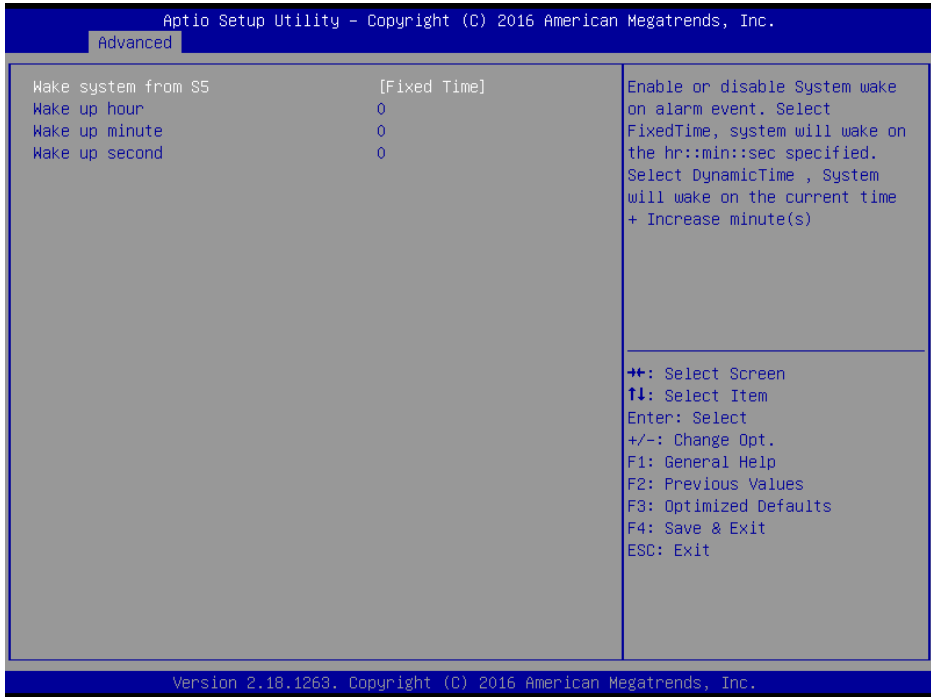 Aptio Setup Utility – Copyright (C) 2016 American Megatrends, Inc.
Advanced
Wake system from S5 [Fixed Time]
Wake up hour 0
Wake up minute 0
Wake up second 0
Enable or disable System wake
on alarm event. Select
FixedTime, system will wake on
the hr::min::sec specified.
Select DynamicTime , System
will wake on the current time
+ Increase minute(s)
→←: Select Screen
↑↓: Select Item
Enter: Select
+/-: Change Opt.
F1: General Help
F2: Previous Values
F3: Optimized Defaults
F4: Save & Exit
ESC: Exit
Version 2.18.1263. Copyright (C) 2016 American Megatrends, Inc.